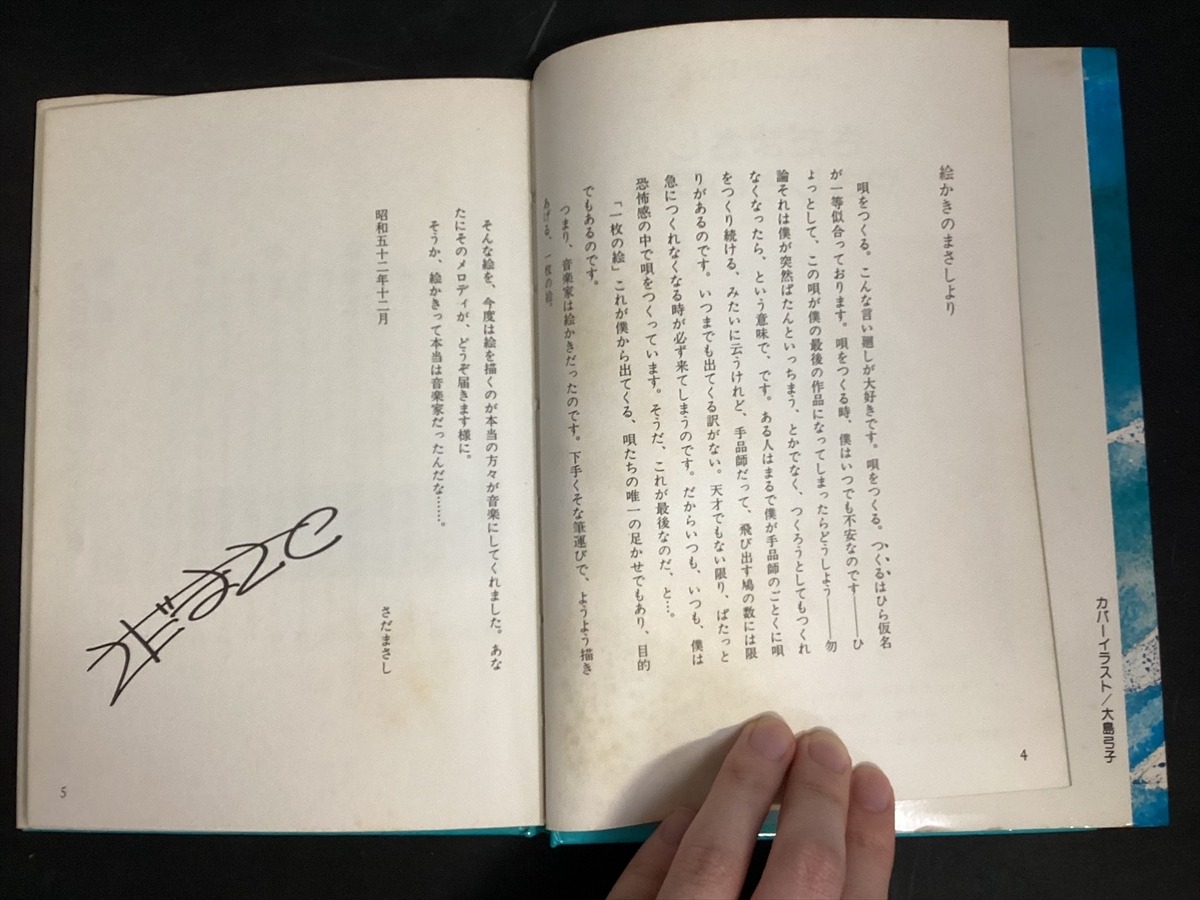 絵かきのまさしより
唄をつくる。こんな言い廻しが大好きです。唄をつくる。つくるはひら仮名
が一等似合っております。唄をつくる時、僕はいつでも不安なのです――ひ
ょっとして、この唄が僕の最後の作品になってしまったらどうしよう――勿
論それは僕が突然ばたんといっちまう、とかでなく、つくろうとしてもつくれ
なくなったら、という意味で、です。ある人はまるで僕が手品師のごとくに唄
をつくり続ける、みたいに云うけれど、手品師だって、飛び出す鳩の数には限
りがあるのです。いつまでも出てくる訳がない。天才でもない限り、ぱたっと
急につくれなくなる時が必ず来てしまうのです。だからいつも、いつも、僕は
恐怖感の中で唄をつくっています。そうだ、これが最後なのだ、と…。
「一枚の絵」これが僕から出てくる、唄たちの唯一の足かせでもあり、目的
でもあるのです。
つまり、音楽家は絵かきだったのです。下手くそな筆運びで、ようよう描き
あげる、一枚の絵。
4
カバーイラスト／大島弓子
そんな絵を、今度は絵を描くのが本当の方々が音楽にしてくれました。あな
たにそのメロディが、どうぞ届きます様に。
そうか、絵かきって本当は音楽家だったんだな……。
昭和五十二年十二月
さだまさし
さだまさし
5